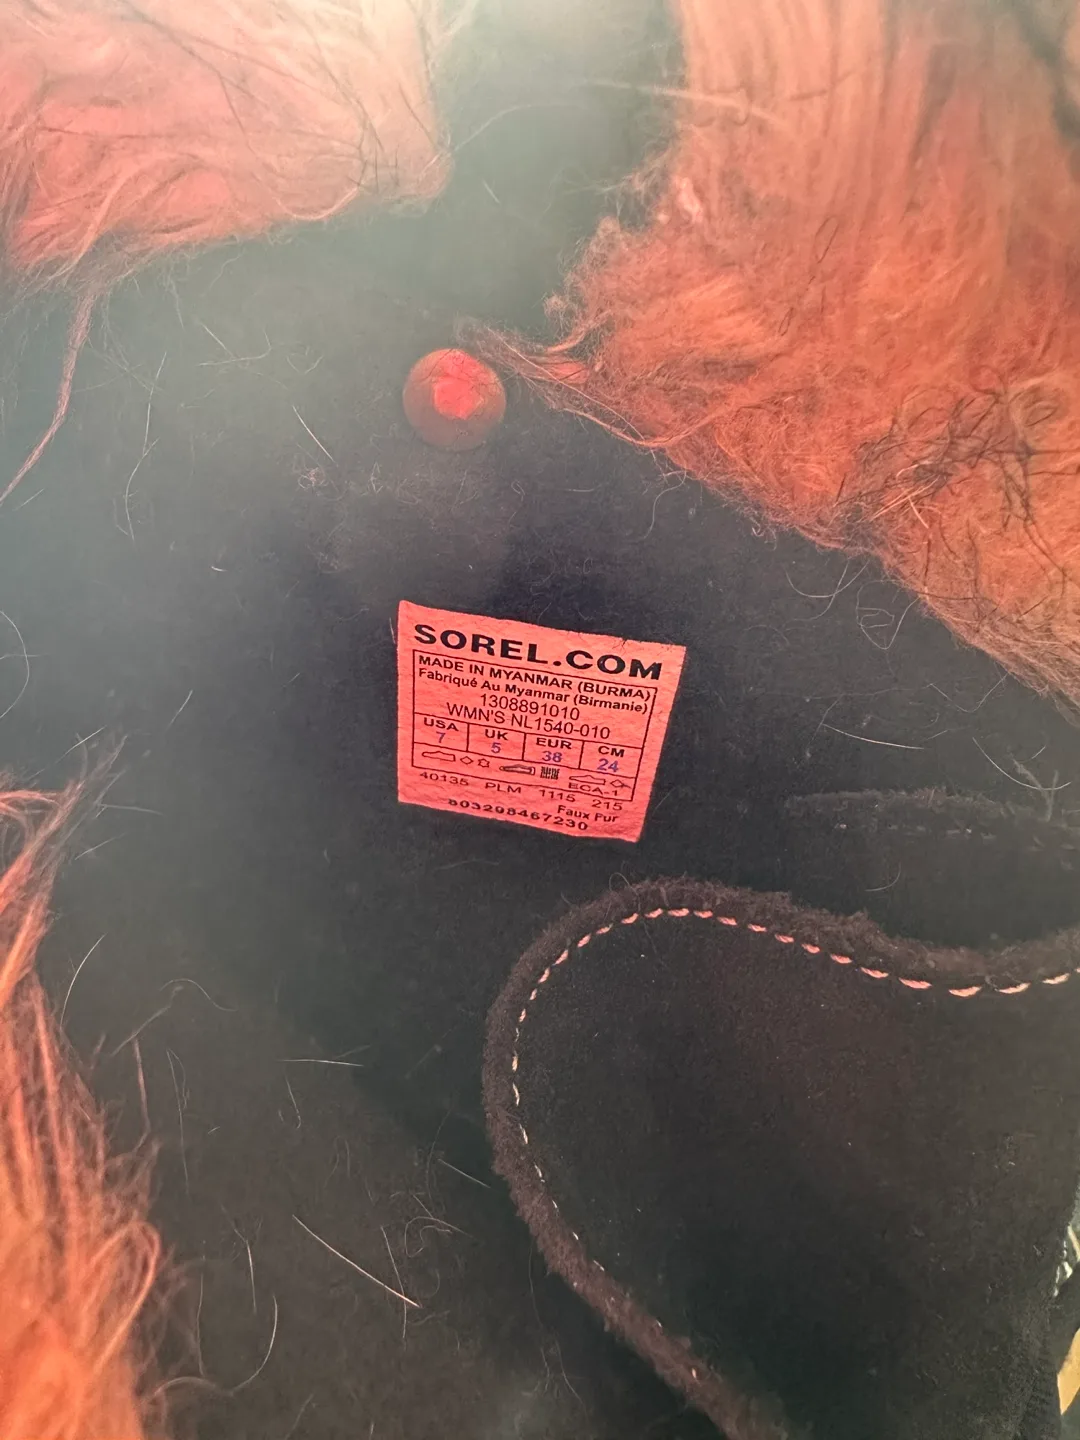 SOREL.COM
MADE IN MYANMAR (BURMA)
Fabriqué Au Myanmar (Birmanie)
1308891010
WMN'S NL1540-010
USA UK EUR CM
7 5 38 24
ECA-1
40135 PLM 1115 215
Faux Fur
803298467230